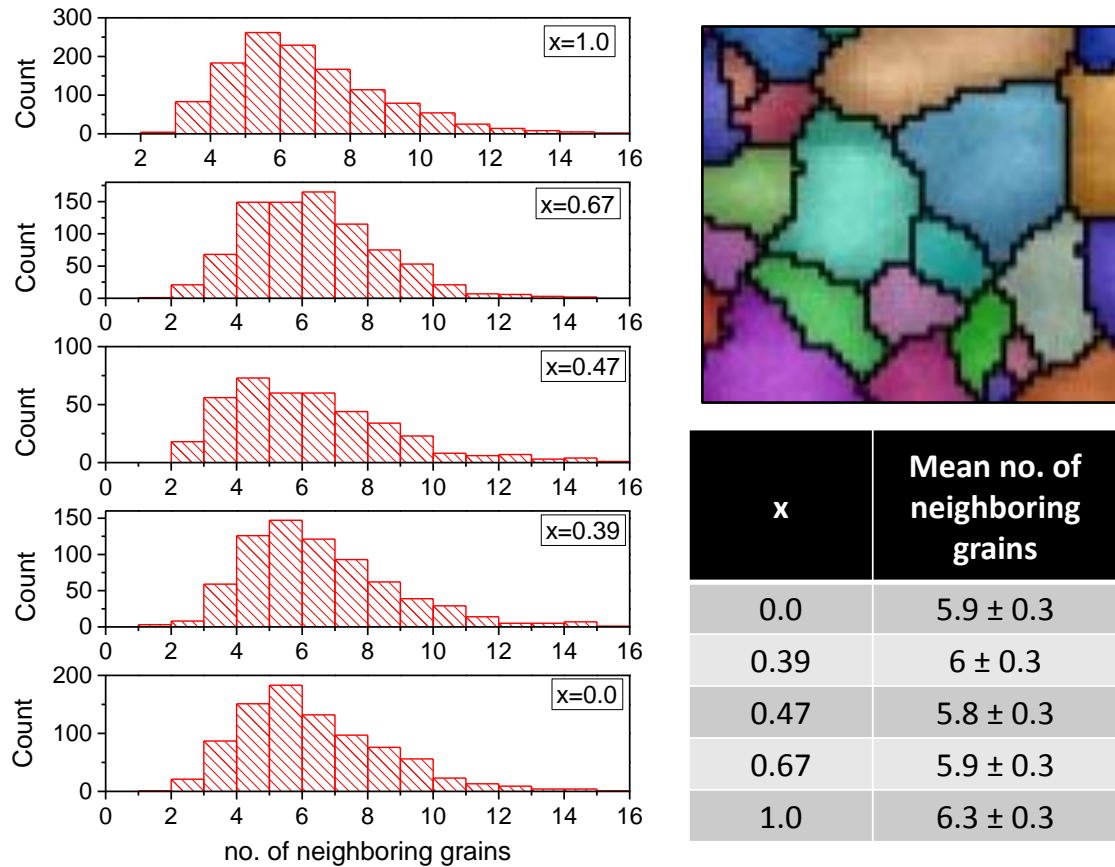 300
200
100
0
Count
x=1.0
2 4 6 8 10 12 14 16
150
100
50
0
Count
x=0.67
0 2 4 6 8 10 12 14 16
100
50
0
Count
x=0.47
0 2 4 6 8 10 12 14 16
150
100
50
0
Count
x=0.39
0 2 4 6 8 10 12 14 16
200
100
0
Count
x=0.0
0 2 4 6 8 10 12 14 16
no. of neighboring grains
x
Mean no. of
neighboring
grains
0.0 5.9 ± 0.3
0.39 6 ± 0.3
0.47 5.8 ± 0.3
0.67 5.9 ± 0.3
1.0 6.3 ± 0.3